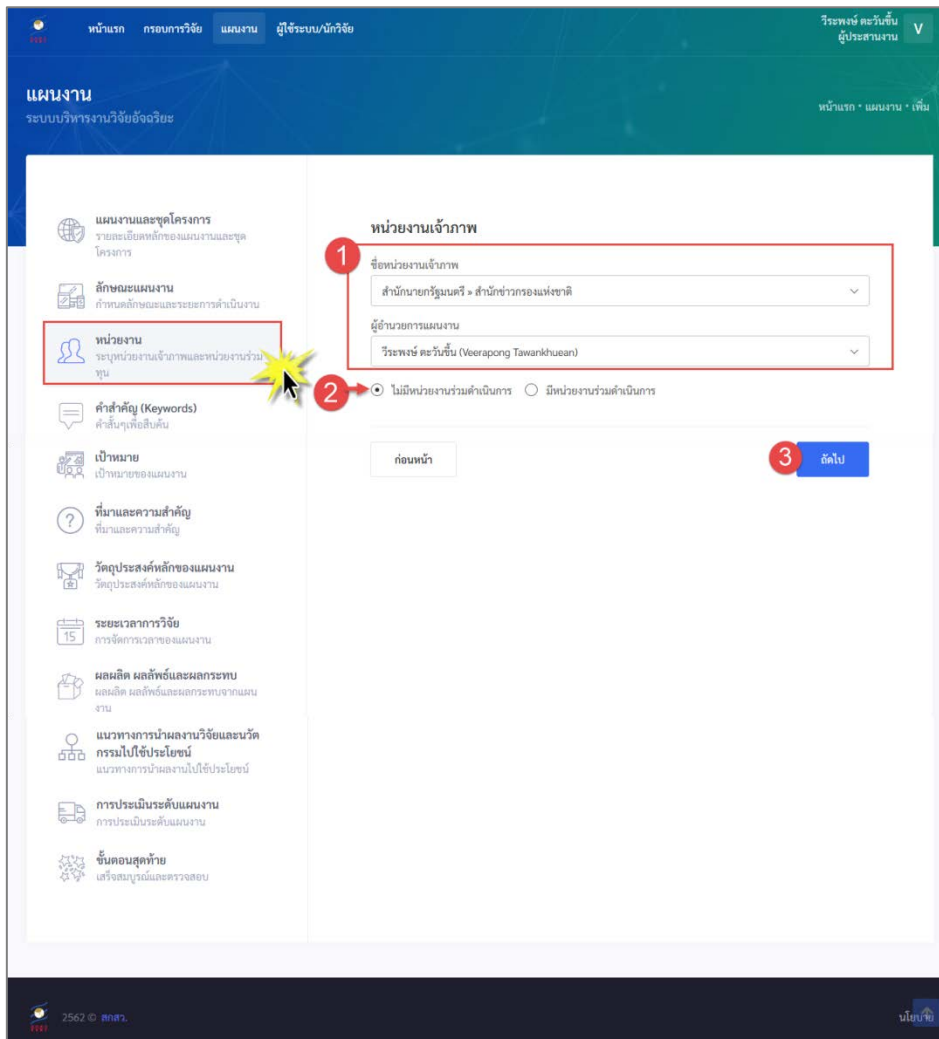 หน้าแรก กรอบการวิจัย แผนงาน ผู้ใช้ระบบ/นักวิจัย
วีระพงษ์ ตะวันขึ้น
ผู้ประสานงาน
V
แผนงาน
ระบบบริหารงานวิจัยอัจฉริยะ
หน้าแรก • แผนงาน • เพิ่ม
แผนงานและชุดโครงการ
รายละเอียดหลักของแผนงานและชุด
โครงการ
ลักษณะแผนงาน
กำหนดลักษณะและระยะการดำเนินงาน
หน่วยงาน
ระบุหน่วยงานเจ้าภาพและหน่วยงานร่วม
ทุน
คำสำคัญ (Keywords)
คำสั้นๆเพื่อสืบค้น
เป้าหมาย
เป้าหมายของแผนงาน
ที่มาและความสำคัญ
ที่มาและความสำคัญ
วัตถุประสงค์หลักของแผนงาน
วัตถุประสงค์หลักของแผนงาน
15
ระยะเวลาการวิจัย
การจัดการเวลาของแผนงาน
ผลผลิต ผลลัพธ์และผลกระทบ
ผลผลิต ผลลัพธ์และผลกระทบจากแผน
งาน
แนวทางการนำผลงานวิจัยและนวัต
กรรมไปใช้ประโยชน์
แนวทางการนำผลงานไปใช้ประโยชน์
การประเมินระดับแผนงาน
การประเมินระดับแผนงาน
ขั้นตอนสุดท้าย
เสร็จสมบูรณ์และตรวจสอบ
หน่วยงานเจ้าภาพ
1
ชื่อหน่วยงานเจ้าภาพ
สำนักนายกรัฐมนตรี » สำนักข่าวกรองแห่งชาติ
ผู้อำนวยการแผนงาน
วีระพงษ์ ตะวันขึ้น (Veerapong Tawankhuean)
2 ไม่มีหน่วยงานร่วมดำเนินการ มีหน่วยงานร่วมดำเนินการ
ก่อนหน้า 3 ถัดไป
2562 © สกสว.
นโยบาย